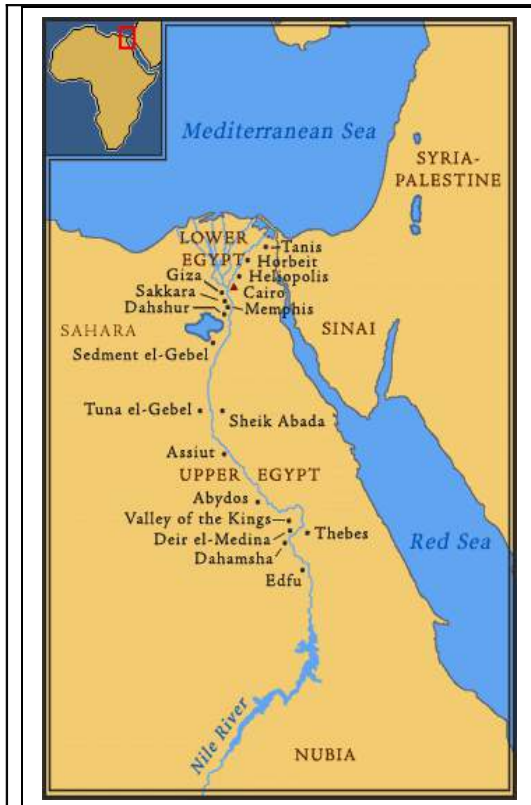 Mediterranean Sea
SYRIA-
PALESTINE
LOWER
EGYPT
Tanis
Horbeit
Heliopolis
Giza
Cairo
Sakkara
Memphis
Dahshur
SAHARA
SINAI
Sedment el-Gebel
Tuna el-Gebel
Sheik Abada
Assiut
UPPER EGYPT
Abydos
Valley of the Kings
Thebes
Deir el-Medina
Red Sea
Dahamsha
Edfu
Nile River
NUBIA